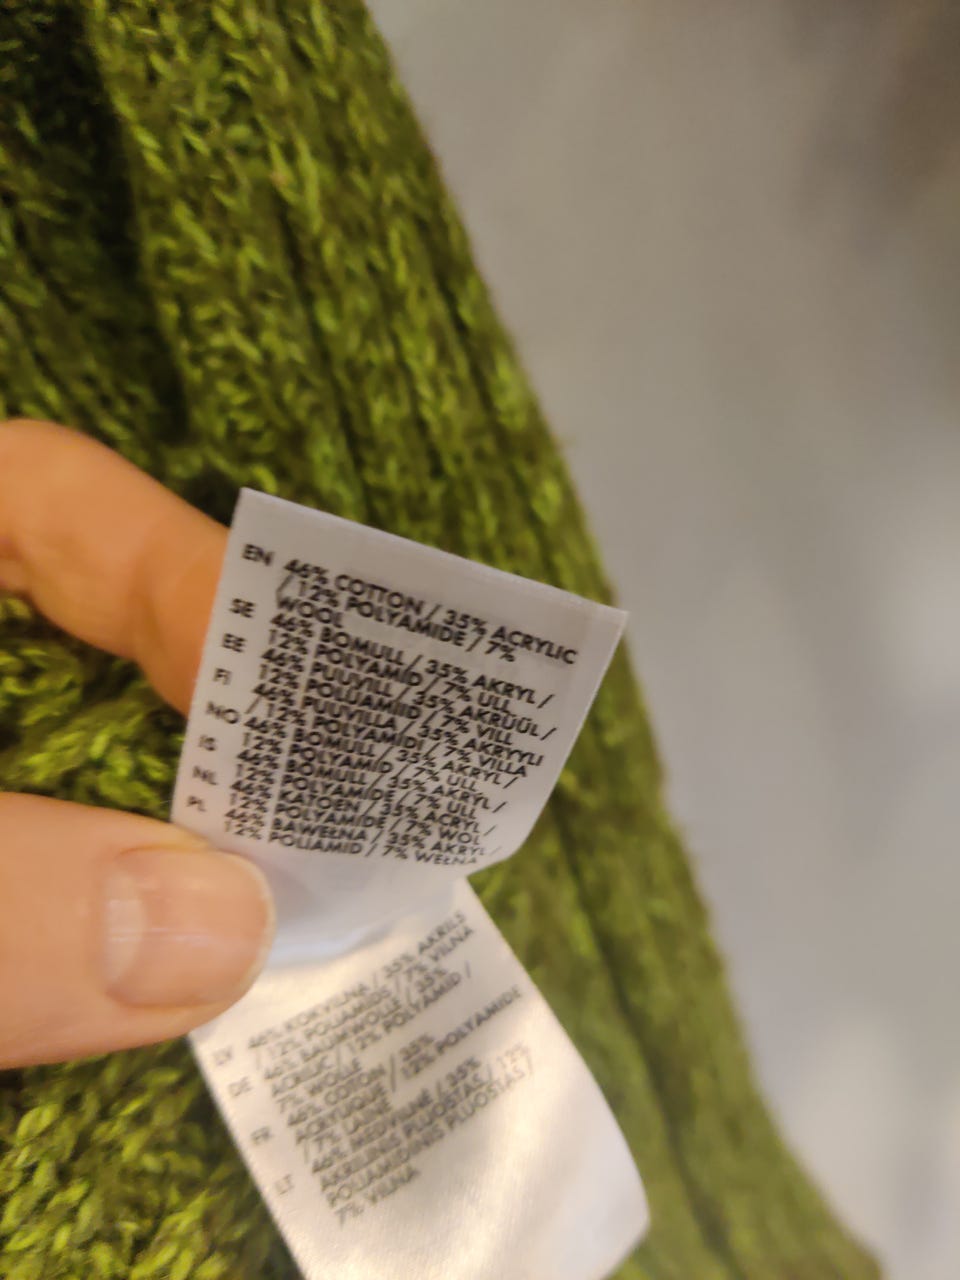 EN 46% COTTON / 35% ACRYLIC
/ 12% POLYAMIDE / 7%
WOOL
SE 46% BOMULL / 35% AKRYL /
12% POLYAMID / 7% ULL
EE 46% PUUVILL / 35% AKRÜÜL /
12% POLÜAMIID / 7% VILL
FI 46% PUUVILLA / 35% AKRYYLI
/ 12% POLYAMIDI / 7% VILLA
NO 46% BOMULL / 35% AKRYL /
12% POLYAMID / 7% ULL
IS 46% BOMULL / 35% AKRÝL /
12% POLYAMIDE / 7% ULL
NL 46% KATOEN / 35% ACRYL /
12% POLYAMIDE / 7% WOL
PL 46% BAWEŁNA / 35% AKRYL /
12% POLIAMID / 7% WEŁNA
LV 46% KOKVILNA / 35% AKRILS
/ 12% POLIAMIDS / 7% VILNA
DE 46% BAUMWOLLE / 35%
ACRYLIC / 12% POLYAMID /
7% WOLLE
FR 46% COTON / 35%
ACRYLIQUE / 12% POLYAMIDE
/ 7% LAINE
LT 46% MEDVILNĖ / 35%
AKRILINIS PLUOŠTAS / 12%
POLIAMIDINIS PLUOŠTAS /
7% VILNA